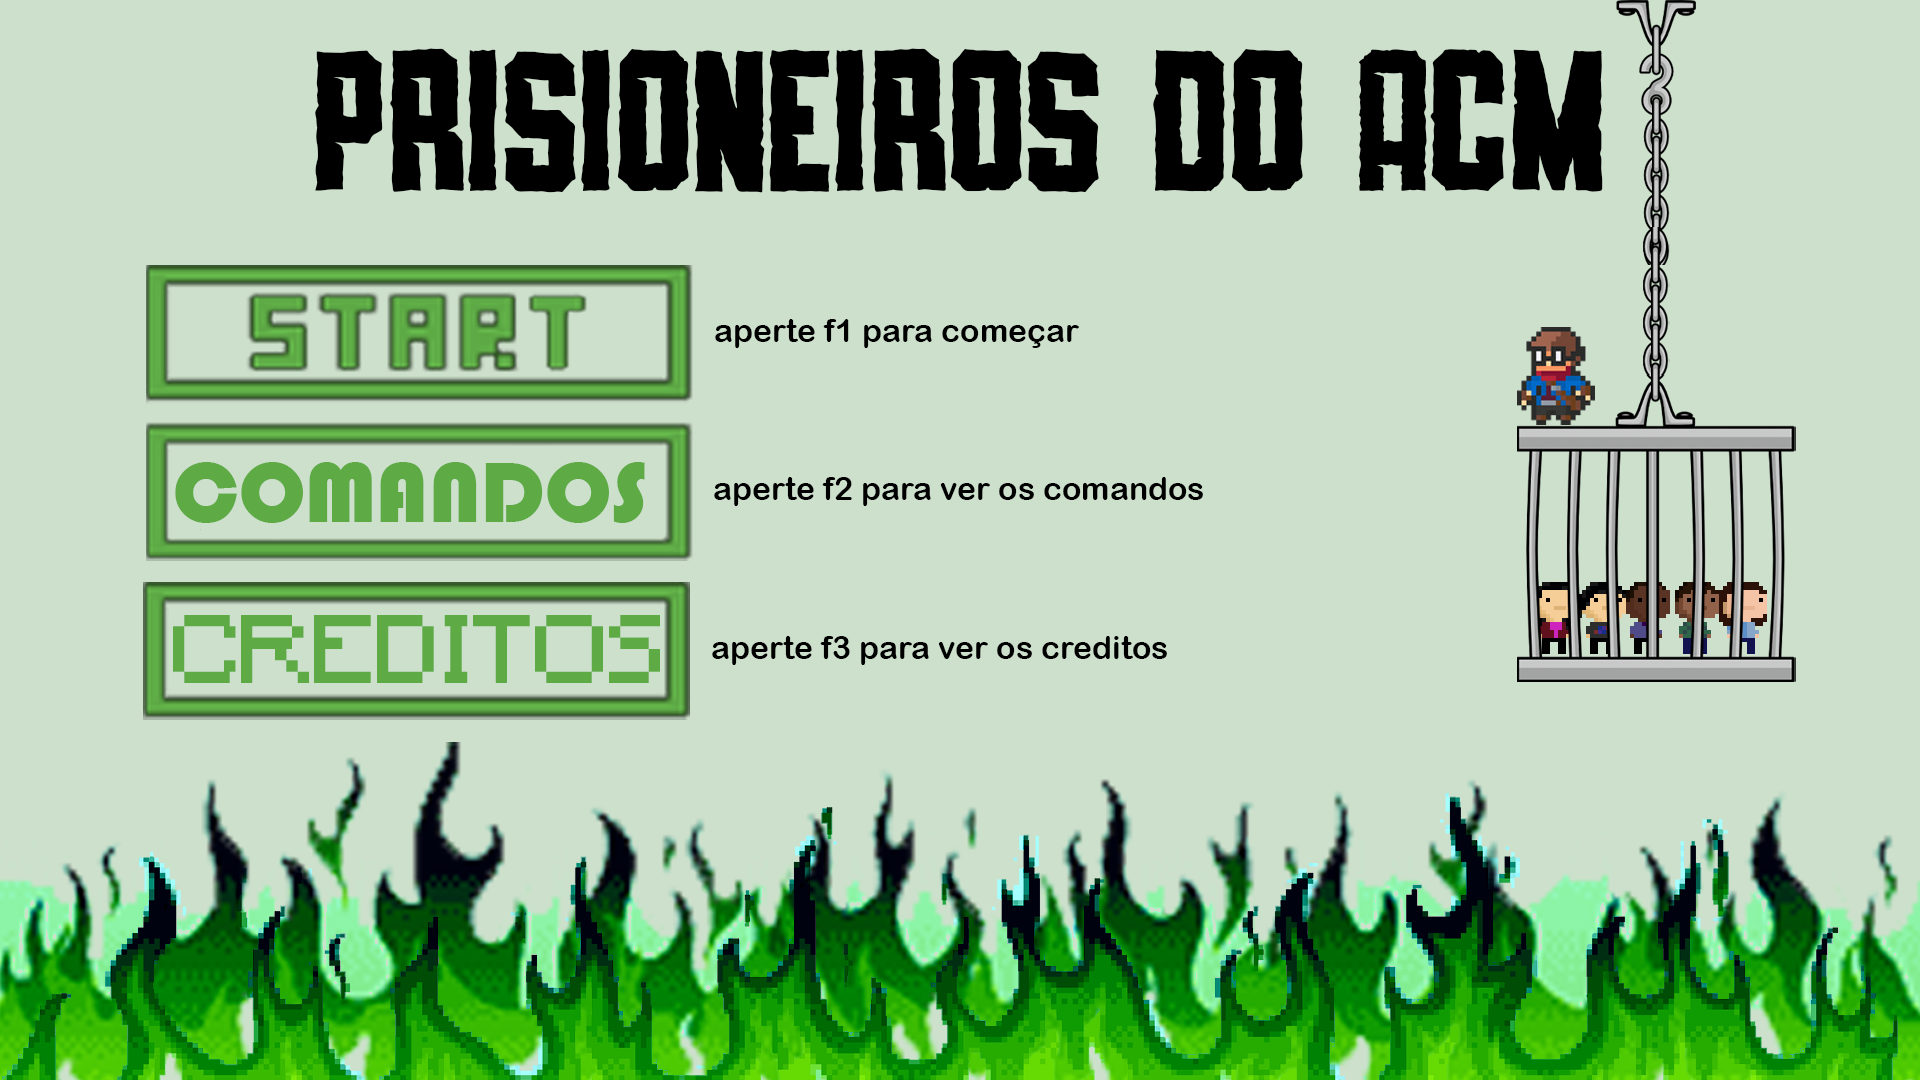 PRISIONEIROS DO ACM
START
aperte f1 para começar
COMANDOS
aperte f2 para ver os comandos
CREDITOS
aperte f3 para ver os creditos